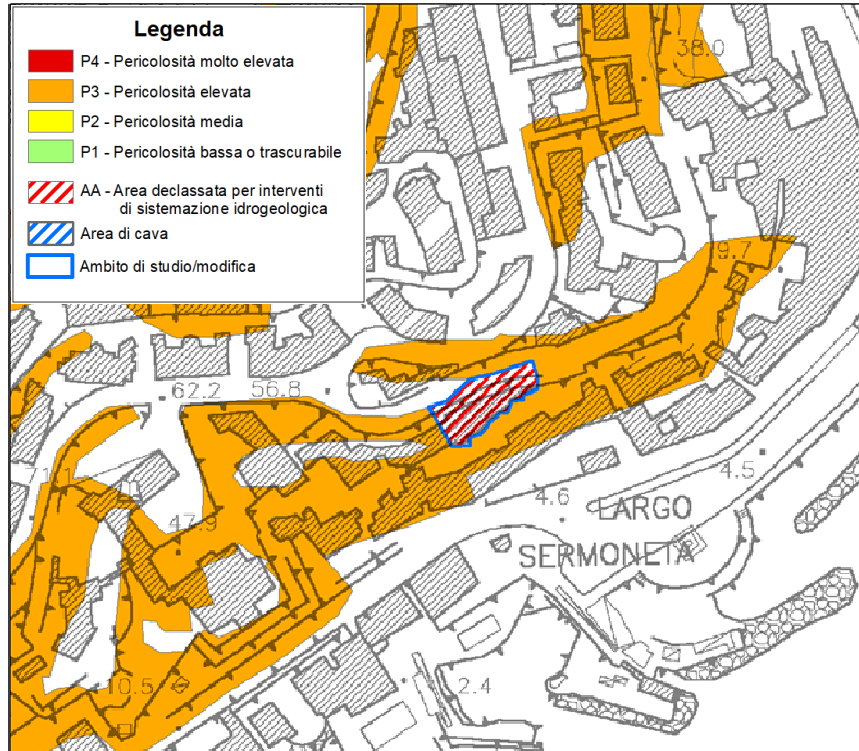 Legenda
P4 - Pericolosità molto elevata
P3 - Pericolosità elevata
P2 - Pericolosità media
P1 - Pericolosità bassa o trascurabile
AA - Area declassata per interventi
di sistemazione idrogeologica
Area di cava
Ambito di studio/modifica
38.0
9.7
62.2
56.8
4.5
4.6
LARGO
SERMONETA
47.9
10.5
2.4